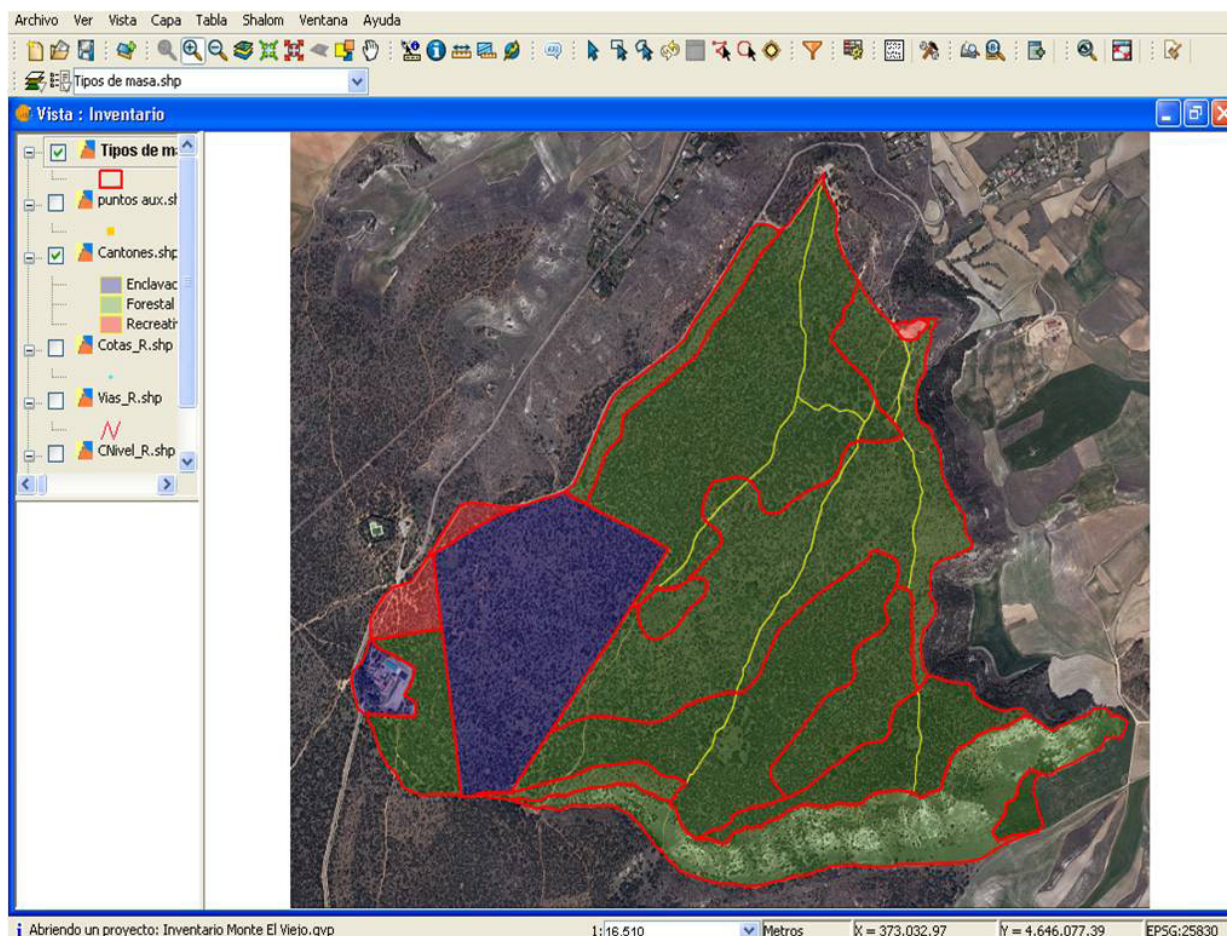 Archivo Ver Vista Capa Tabla Shalom Ventana Ayuda
Tipos de masa.shp
Vista : Inventario
Tipos de ma
puntos aux.sh
Cantones.shp
Enclavac
Forestal
Recreativ
Cotas_R.shp
Vias_R.shp
CNivel_R.shp
Abriendo un proyecto: Inventario Monte El Viejo.gvp 1:16.510 Metros X = 373.032,97 Y = 4.646.077,39 EPSG:25830